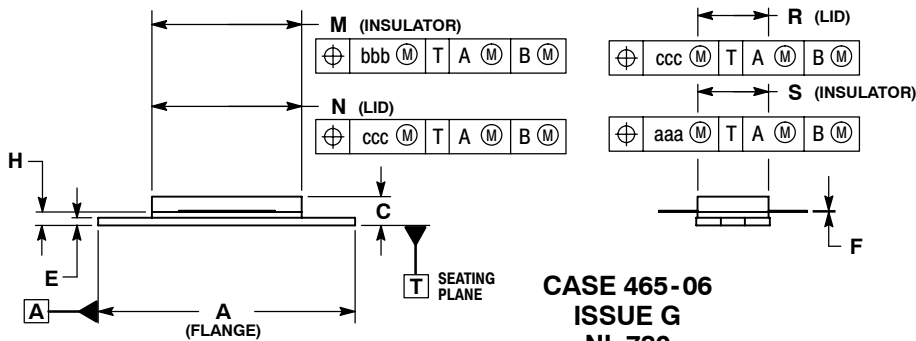 M (INSULATOR)
⌖ bbb Ⓜ T A Ⓜ B Ⓜ
N (LID)
⌖ ccc Ⓜ T A Ⓜ B Ⓜ
R (LID)
⌖ ccc Ⓜ T A Ⓜ B Ⓜ
S (INSULATOR)
⌖ aaa Ⓜ T A Ⓜ B Ⓜ
H
C
E
F
A
A
(FLANGE)
T SEATING
PLANE
CASE 465-06
ISSUE G